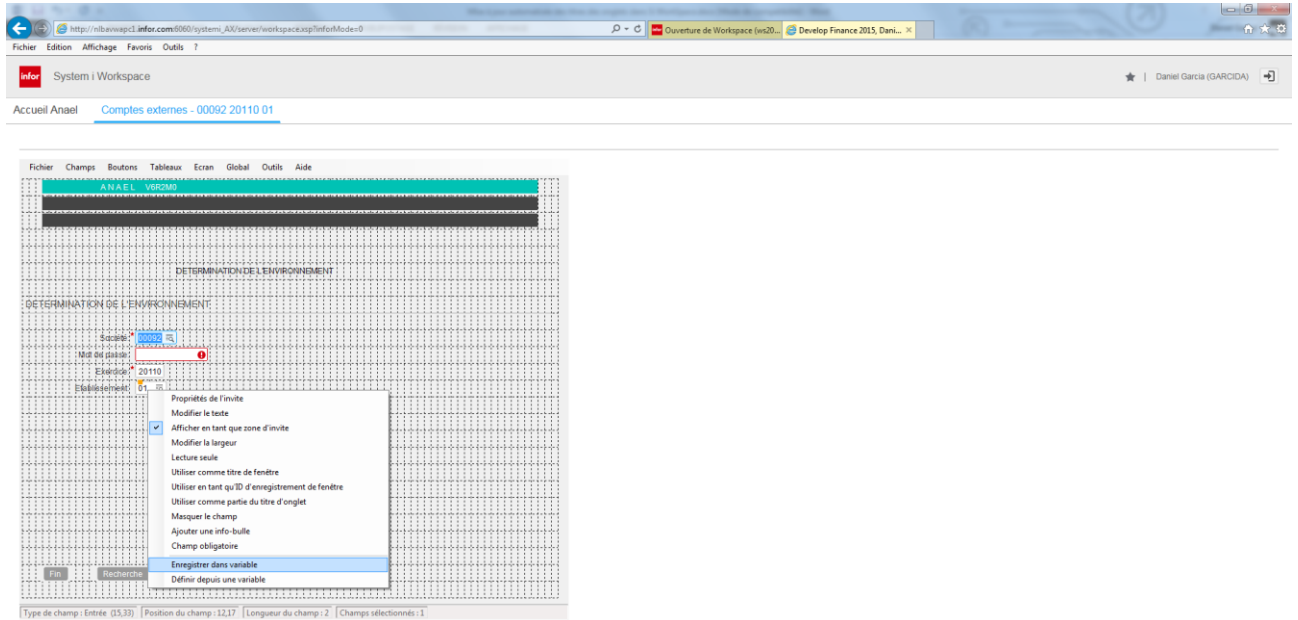 http://nlbavwapc1.infor.com:6060/systemi_AX/server/workspace.xsp?inforMode=0
Ouverture de Workspace (ws20...
Develop Finance 2015, Dani...
Fichier Edition Affichage Favoris Outils ?
infor System i Workspace
Daniel Garcia (GARCIDA)
Accueil Anael Comptes externes - 00092 20110 01
Fichier Champs Boutons Tableaux Ecran Global Outils Aide
A N A E L V6R2M0
DETERMINATION DE L'ENVIRONNEMENT
DETERMINATION DE L'ENVIRONNEMENT
Société:* 00092
Mot de passe:
Exercice:* 20110
Etablissement: 01
Propriétés de l'invite
Modifier le texte
Afficher en tant que zone d'invite
Modifier la largeur
Lecture seule
Utiliser comme titre de fenêtre
Utiliser en tant qu'ID d'enregistrement de fenêtre
Utiliser comme partie du titre d'onglet
Masquer le champ
Ajouter une info-bulle
Champ obligatoire
Enregistrer dans variable
Définir depuis une variable
Fin Recherche
Type de champ : Entrée (15,33) Position du champ : 12,17 Longueur du champ : 2 Champs sélectionnés : 1